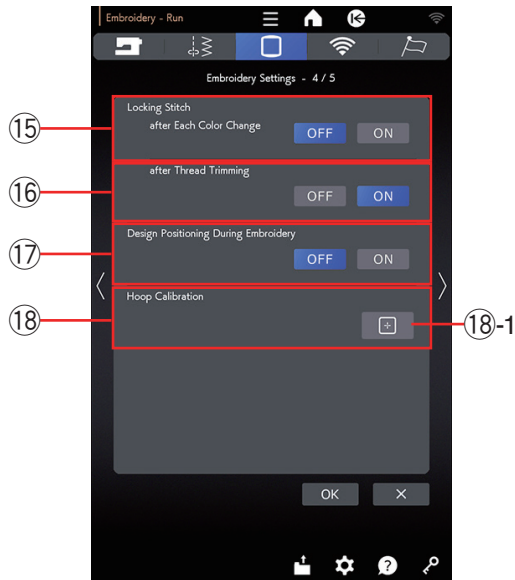 Embroidery - Run
Embroidery Settings - 4 / 5
Locking Stitch
⑮ after Each Color Change OFF ON
after Thread Trimming
⑯ OFF ON
Design Positioning During Embroidery
⑰ OFF ON
Hoop Calibration
⑱ ⑱-1
OK ×
?